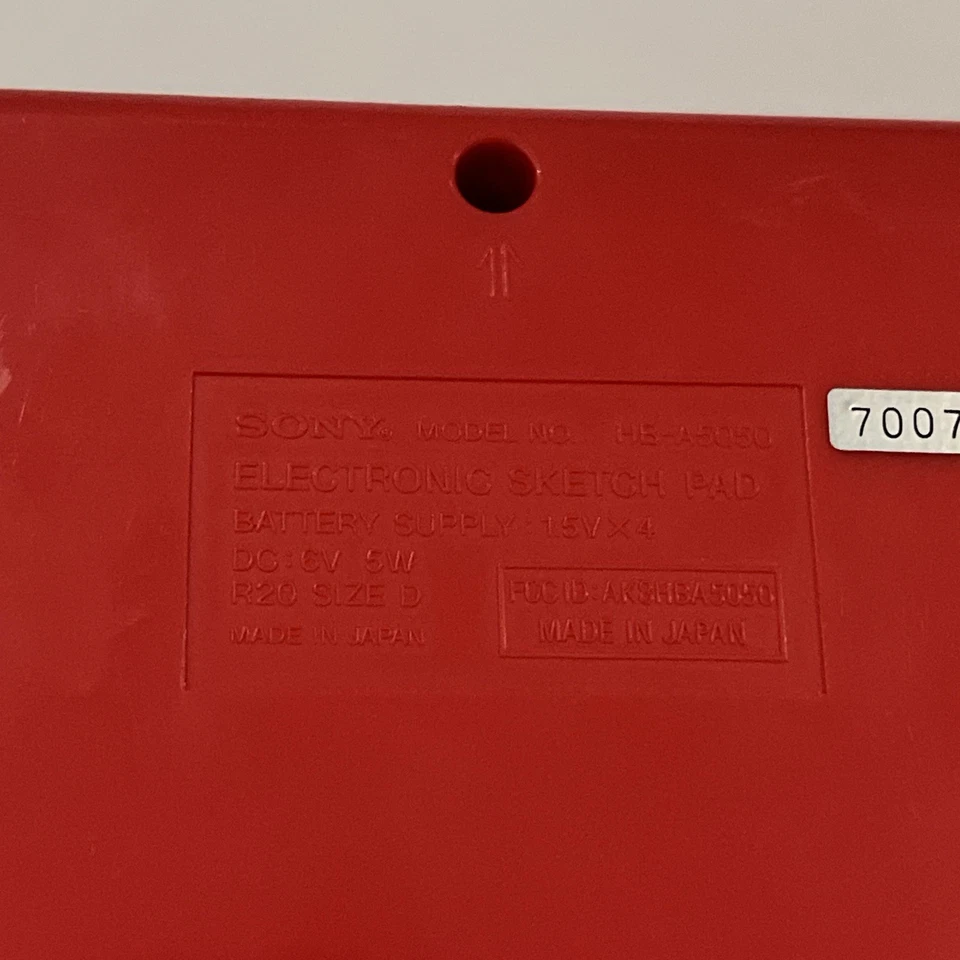 SONY® MODEL NO. HB-A5050
7007
ELECTRONIC SKETCH PAD
BATTERY SUPPLY : 1.5V×4
DC : 6V 5W
R20 SIZE D
MADE IN JAPAN
FCC ID: AK8HBA5050
MADE IN JAPAN